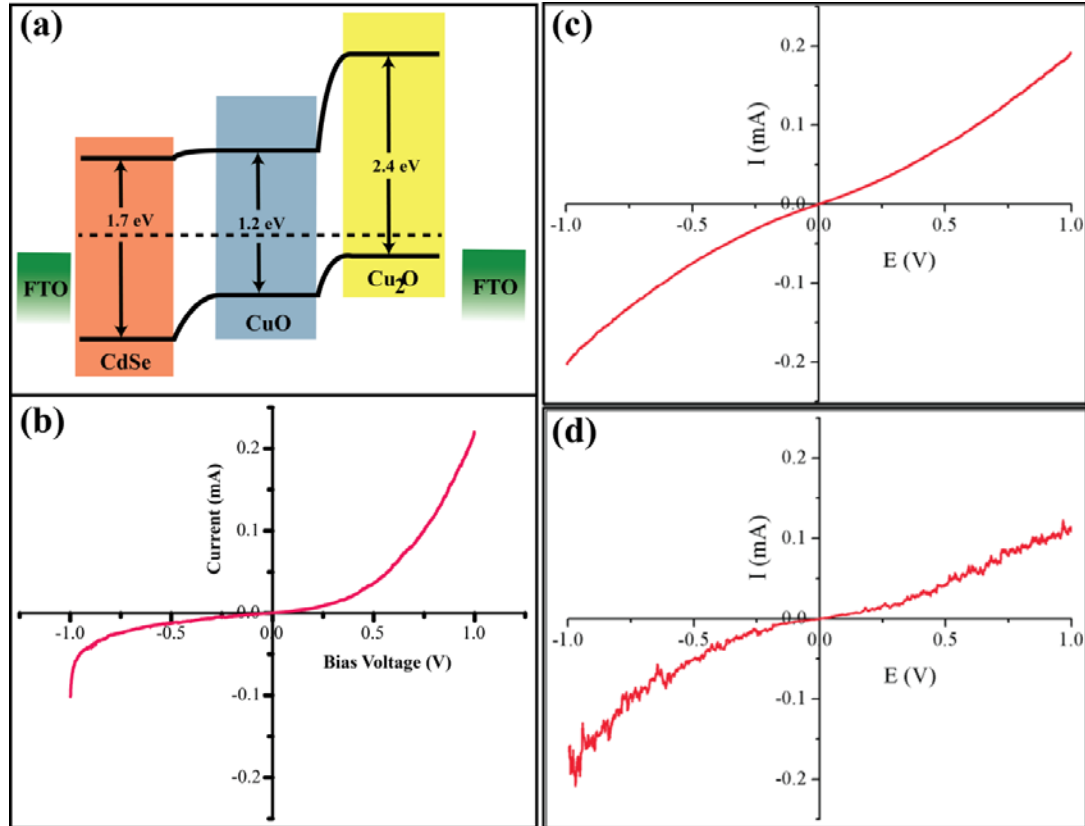 (a)
1.7 eV
1.2 eV
2.4 eV
FTO
CdSe
CuO
Cu2O
FTO
(b)
Current (mA)
0.2
0.1
0.0
-0.1
-0.2
-1.0
-0.5
0.0
0.5
1.0
Bias Voltage (V)
(c)
I (mA)
0.2
0.1
0.0
-0.1
-0.2
-1.0
-0.5
0.0
0.5
1.0
E (V)
(d)
I (mA)
0.2
0.1
0.0
-0.1
-0.2
-1.0
-0.5
0.0
0.5
1.0
E (V)